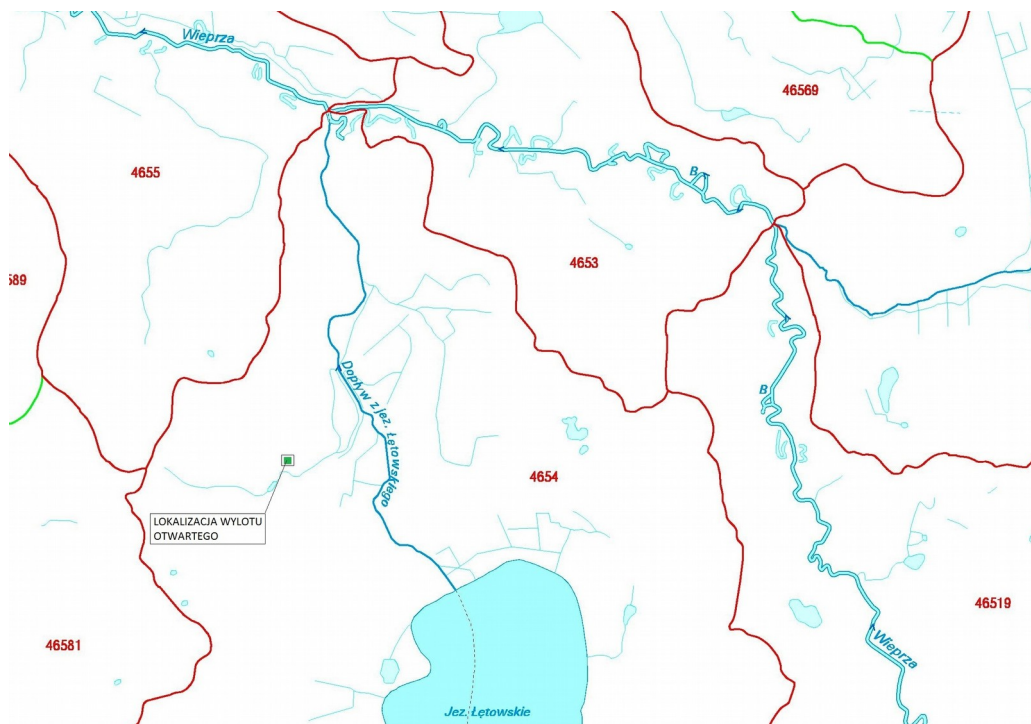 Wieprza
46569
4655
B
4653
589
Dopływ z jez. Łętowskiego
B
4654
LOKALIZACJA WYLOTU
OTWARTEGO
46519
46581
Wieprza
Jez. Łętowskie